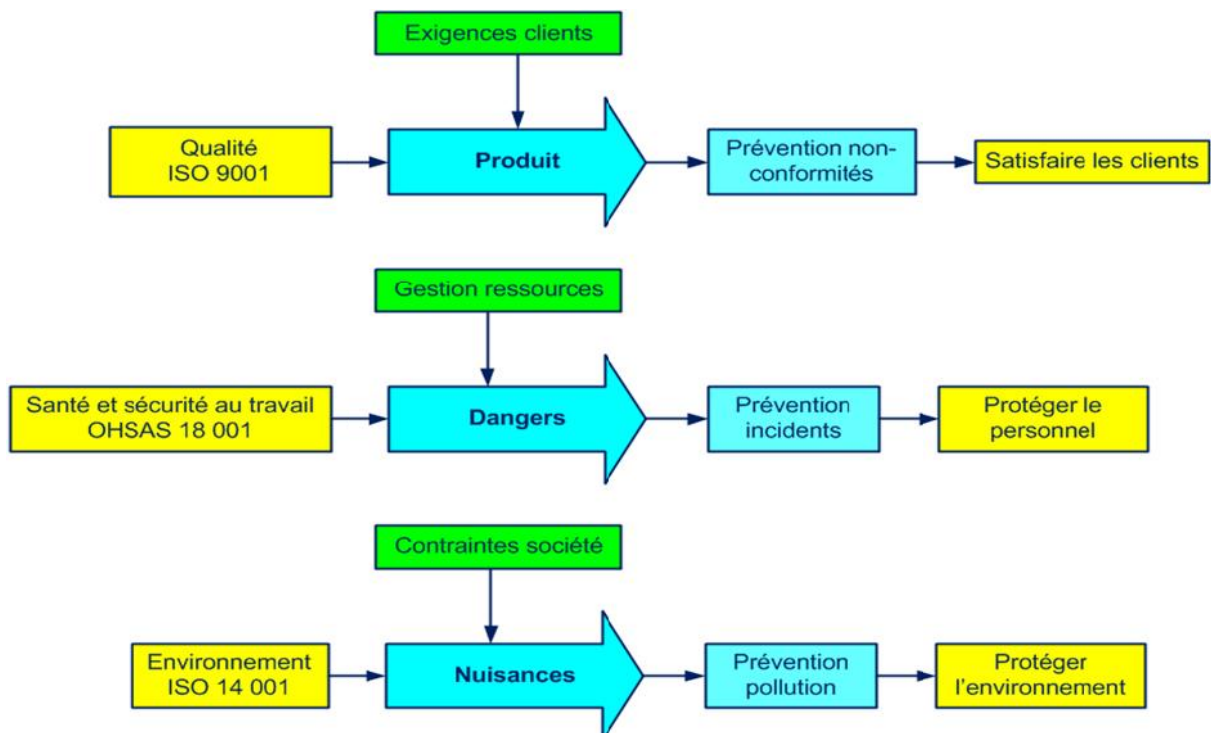 Exigences clients
Qualité
ISO 9001
Produit
Prévention non-
conformités
Satisfaire les clients
Gestion ressources
Santé et sécurité au travail
OHSAS 18 001
Dangers
Prévention
incidents
Protéger le
personnel
Contraintes société
Environnement
ISO 14 001
Nuisances
Prévention
pollution
Protéger
l'environnement